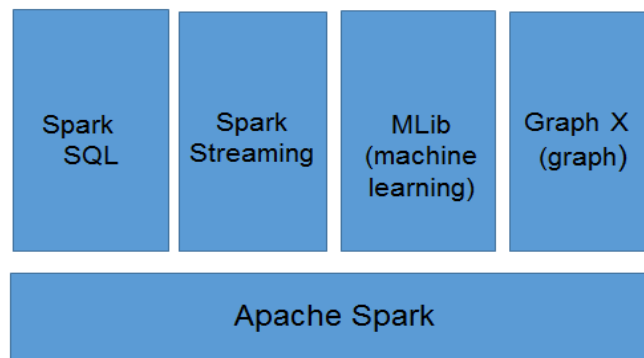 Spark
SQL
Spark
Streaming
MLib
(machine
learning)
Graph X
(graph)
Apache Spark